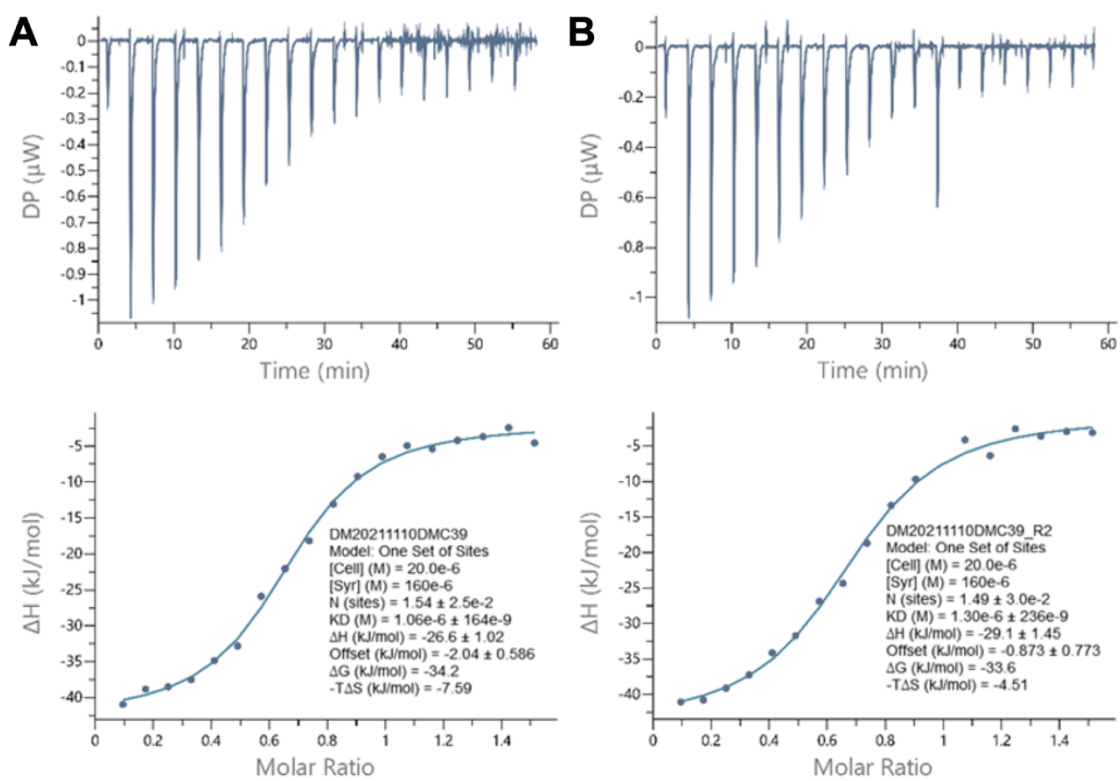 A
0
-0.1
-0.2
-0.3
-0.4
-0.5
-0.6
-0.7
-0.8
-0.9
-1
DP (µW)
0 10 20 30 40 50 60
Time (min)
B
0
-0.2
-0.4
-0.6
-0.8
-1
DP (µW)
0 10 20 30 40 50 60
Time (min)
-5
-10
-15
-20
-25
-30
-35
-40
ΔH (kJ/mol)
DM20211110DMC39
Model: One Set of Sites
[Cell] (M) = 20.0e-6
[Syr] (M) = 160e-6
N (sites) = 1.54 ± 2.5e-2
KD (M) = 1.06e-6 ± 164e-9
ΔH (kJ/mol) = -26.6 ± 1.02
Offset (kJ/mol) = -2.04 ± 0.586
ΔG (kJ/mol) = -34.2
-TΔS (kJ/mol) = -7.59
0 0.2 0.4 0.6 0.8 1 1.2 1.4
Molar Ratio
-5
-10
-15
-20
-25
-30
-35
-40
ΔH (kJ/mol)
DM20211110DMC39_R2
Model: One Set of Sites
[Cell] (M) = 20.0e-6
[Syr] (M) = 160e-6
N (sites) = 1.49 ± 3.0e-2
KD (M) = 1.30e-6 ± 236e-9
ΔH (kJ/mol) = -29.1 ± 1.45
Offset (kJ/mol) = -0.873 ± 0.773
ΔG (kJ/mol) = -33.6
-TΔS (kJ/mol) = -4.51
0 0.2 0.4 0.6 0.8 1 1.2 1.4
Molar Ratio